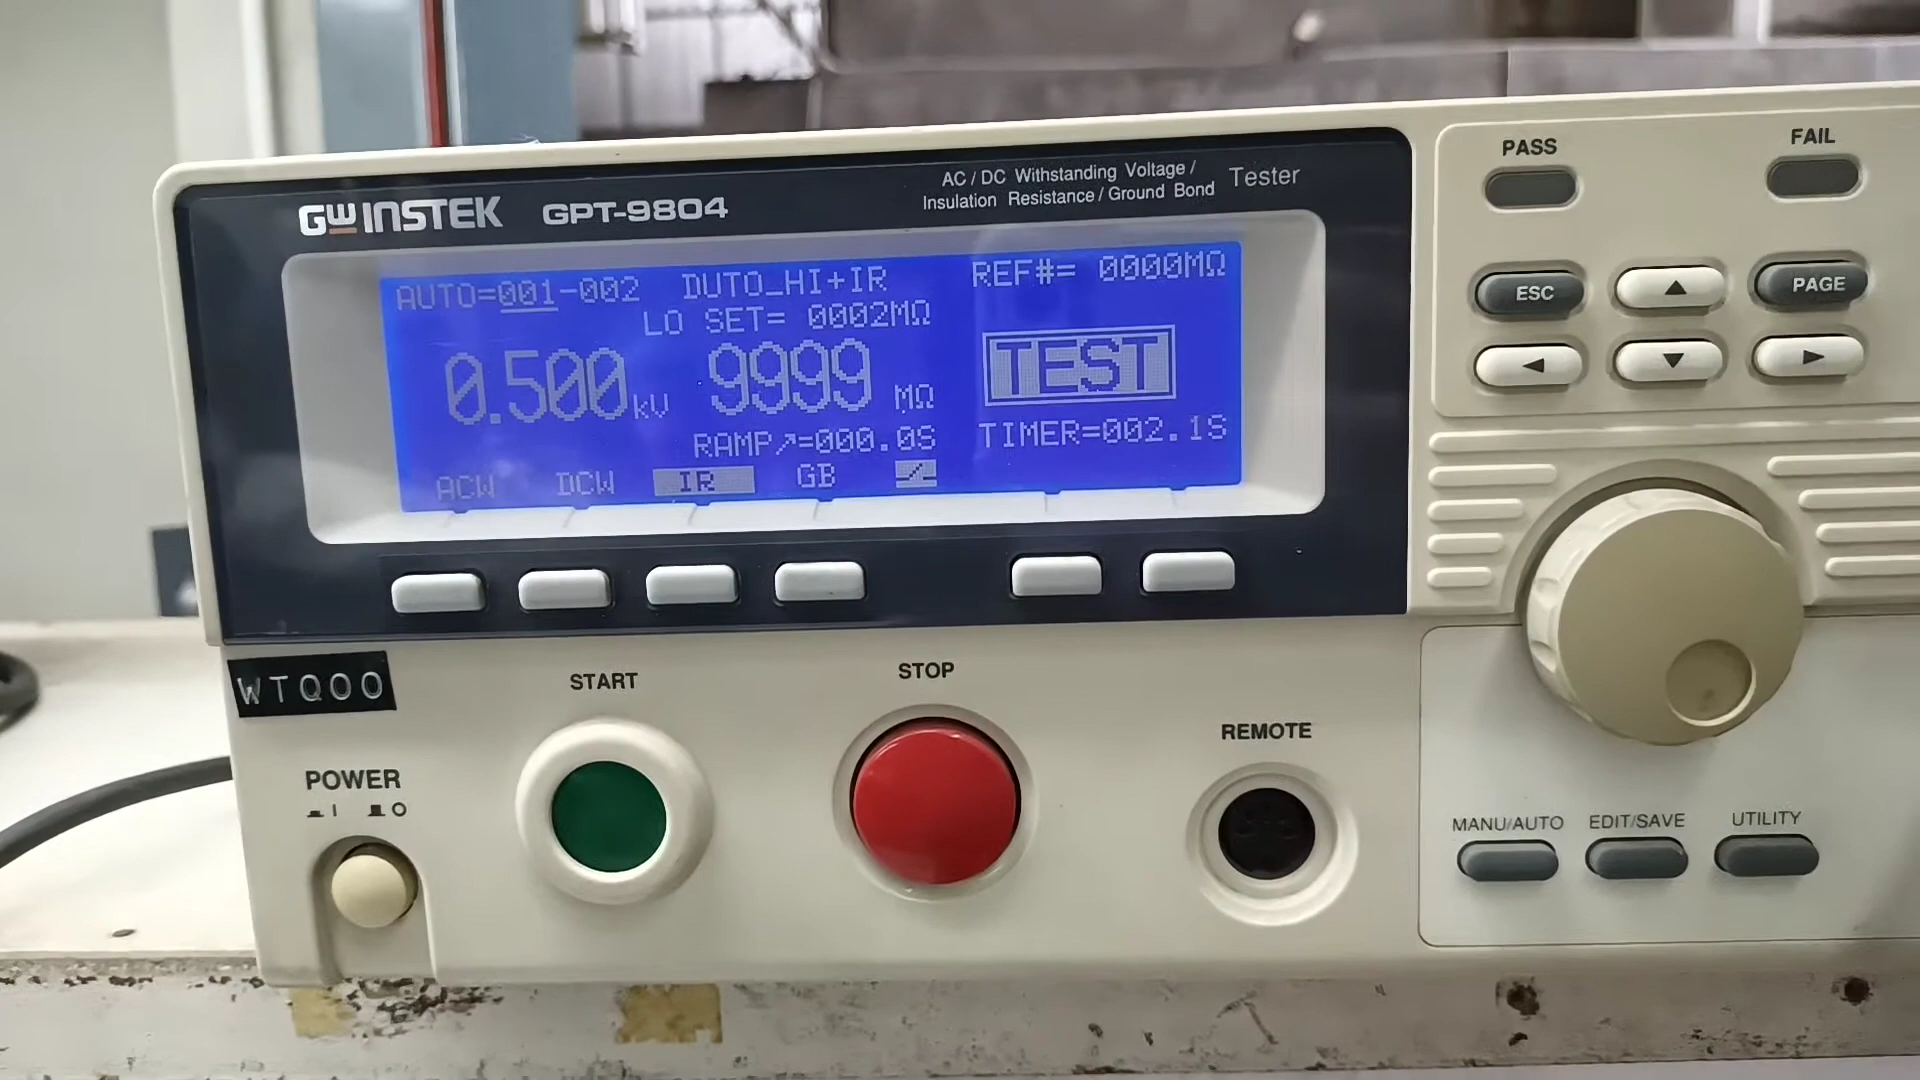 GWINSTEK GPT-9804
AC / DC Withstanding Voltage /
Insulation Resistance / Ground Bond
Tester
AUTO=001-002 DUTO_HI+IR REF#= 0000MΩ
LO SET= 0002MΩ
0.500kV 9999 MΩ TEST
RAMP↗=000.0S TIMER=002.1S
ACW DCW IR GB
PASS FAIL
ESC ▲ PAGE
◄ ▼ ►
WTQ00
START
STOP
REMOTE
POWER
I O
MANU/AUTO EDIT/SAVE UTILITY